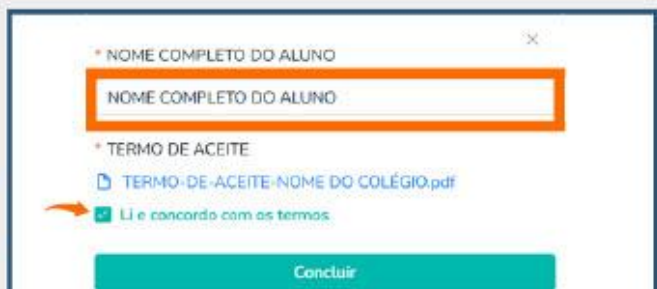 * NOME COMPLETO DO ALUNO
NOME COMPLETO DO ALUNO
* TERMO DE ACEITE
TERMO-DE-ACEITE-NOME DO COLÉGIO.pdf
Li e concordo com os termos
Concluir